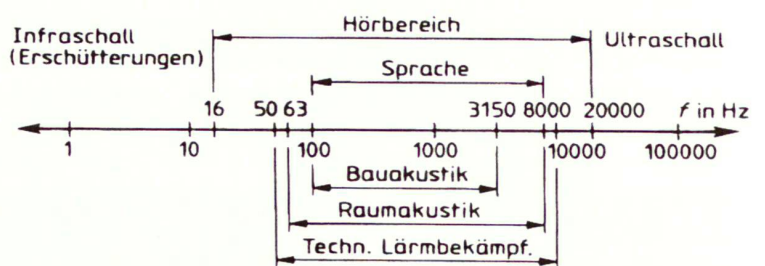 Infraschall
(Erschütterungen)
Hörbereich
Ultraschall
Sprache
16 50 63 3150 8000 20000 f in Hz
1 10 100 1000 10000 100000
Bauakustik
Raumakustik
Techn. Lärmbekämpf.